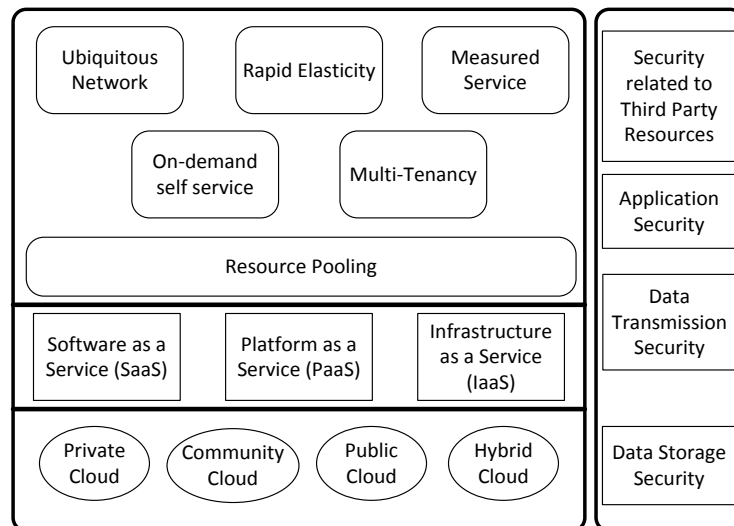 Ubiquitous
Network
Rapid Elasticity
Measured
Service
On-demand
self service
Multi-Tenancy
Resource Pooling
Software as a
Service (SaaS)
Platform as a
Service (PaaS)
Infrastructure
as a Service
(IaaS)
Private
Cloud
Community
Cloud
Public
Cloud
Hybrid
Cloud
Security
related to
Third Party
Resources
Application
Security
Data
Transmission
Security
Data Storage
Security